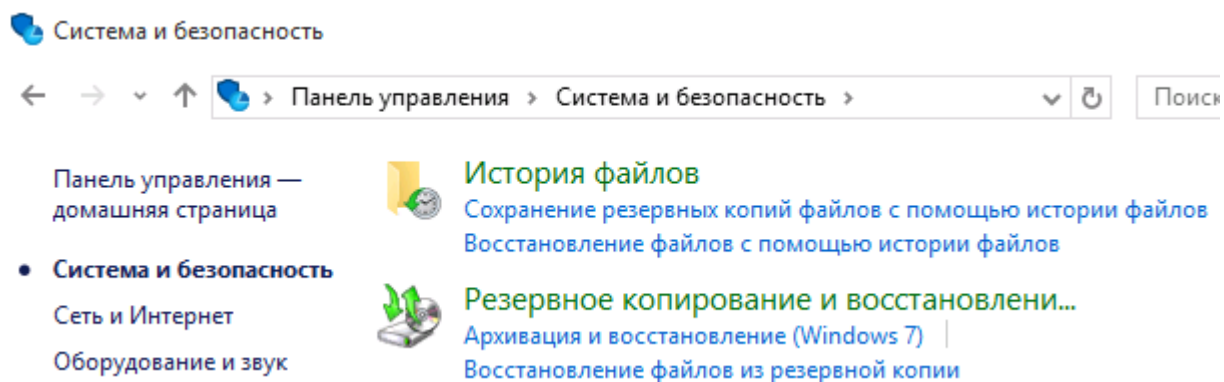 Система и безопасность
Панель управления › Система и безопасность ›
Поиск
Панель управления —
домашняя страница
Система и безопасность
Сеть и Интернет
Оборудование и звук
История файлов
Сохранение резервных копий файлов с помощью истории файлов
Восстановление файлов с помощью истории файлов
Резервное копирование и восстановлени...
Архивация и восстановление (Windows 7)
Восстановление файлов из резервной копии